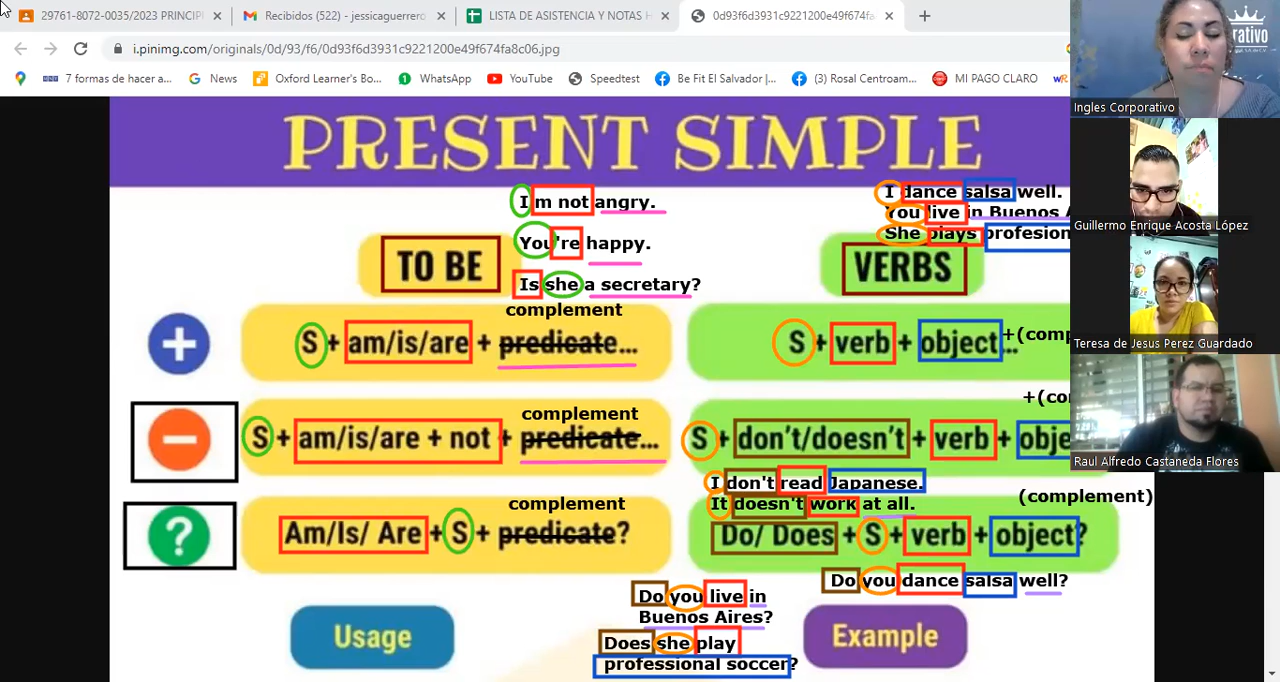 29761-8072-0035/2023 PRINCIPI
Recibidos (522) - jessicaguerrero
LISTA DE ASISTENCIA Y NOTAS H
0d93f6d3931c9221200e49f674fa
i.pinimg.com/originals/0d/93/f6/0d93f6d3931c9221200e49f674fa8c06.jpg
7 formas de hacer a...
News
Oxford Learner's Bo...
WhatsApp
YouTube
Speedtest
Be Fit El Salvador |...
(3) Rosal Centroam...
MI PAGO CLARO
rativo
Ingles Corporativo
Guillermo Enrique Acosta López
Teresa de Jesus Perez Guardado
Raul Alfredo Castaneda Flores
PRESENT SIMPLE
I'm not angry.
You're happy.
Is she a secretary?
I dance salsa well.
You live in Buenos A
She plays profesion
TO BE
VERBS
complement
S + am/is/are + predicate...
S + verb + object... +(comp
complement
+(co
S + am/is/are + not + predicate...
S + don't/doesn't + verb + obje
I don't read Japanese.
It doesn't work at all.
complement
(complement)
Am/Is/ Are + S + predicate?
Do/ Does + S + verb + object?
Do you dance salsa well?
Do you live in
Buenos Aires?
Does she play
professional soccer?
Usage
Example